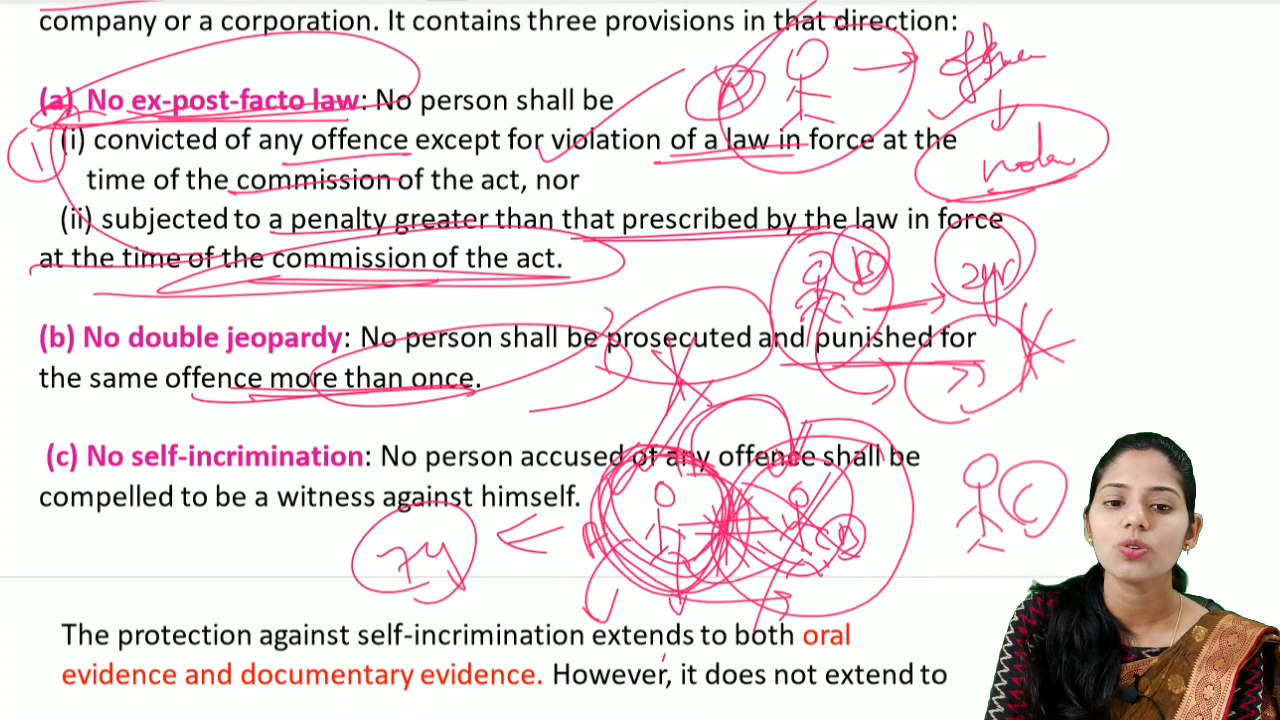 company or a corporation. It contains three provisions in that direction:
(a) No ex-post-facto law: No person shall be
(i) convicted of any offence except for violation of a law in force at the
time of the commission of the act, nor
(ii) subjected to a penalty greater than that prescribed by the law in force
at the time of the commission of the act.
(b) No double jeopardy: No person shall be prosecuted and punished for
the same offence more than once.
(c) No self-incrimination: No person accused of any offence shall be
compelled to be a witness against himself.
The protection against self-incrimination extends to both oral
evidence and documentary evidence. However, it does not extend to
A
1
B
2yr
B
C